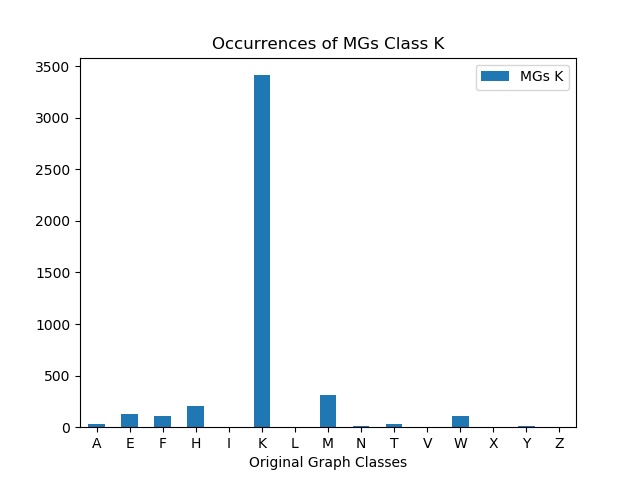 Occurrences of MGs Class K
MGs K
3500
3000
2500
2000
1500
1000
500
0
A E F H I K L M N T V W X Y Z
Original Graph Classes